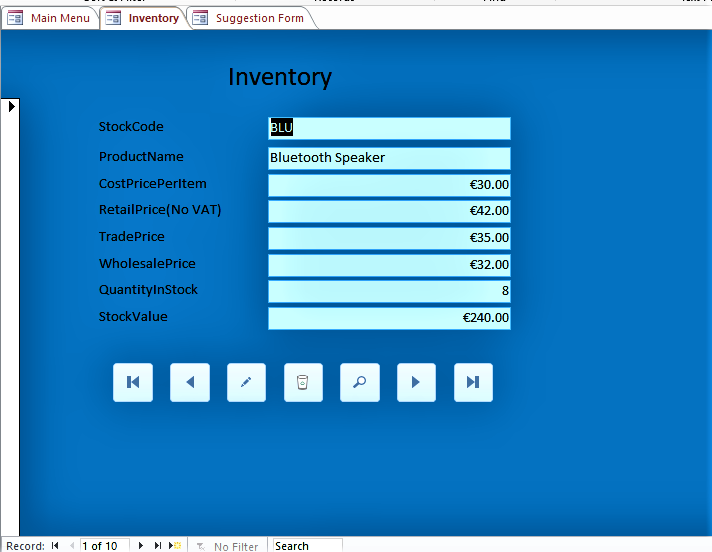 Main Menu Inventory Suggestion Form
Inventory
StockCode BLU
ProductName Bluetooth Speaker
CostPricePerItem €30.00
RetailPrice(No VAT) €42.00
TradePrice €35.00
WholesalePrice €32.00
QuantityInStock 8
StockValue €240.00
Record: 1 of 10 No Filter Search